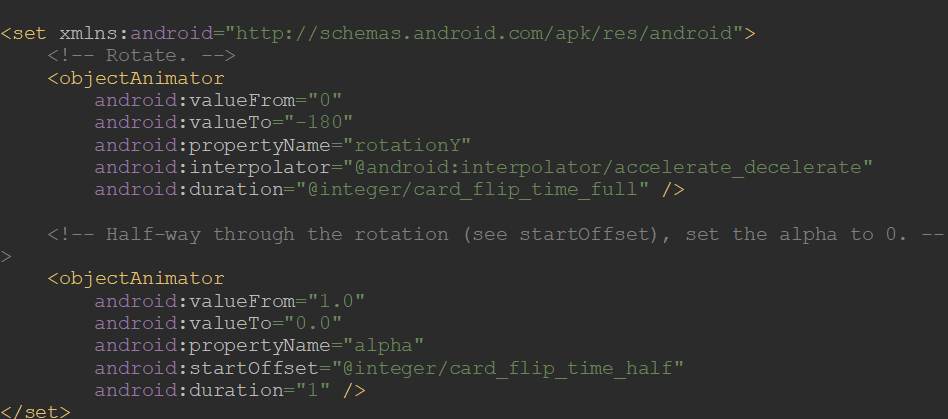 <set xmlns:android="http://schemas.android.com/apk/res/android">
    <!-- Rotate. -->
    <objectAnimator
        android:valueFrom="0"
        android:valueTo="-180"
        android:propertyName="rotationY"
        android:interpolator="@android:interpolator/accelerate_decelerate"
        android:duration="@integer/card_flip_time_full" />

    <!-- Half-way through the rotation (see startOffset), set the alpha to 0. --
>
    <objectAnimator
        android:valueFrom="1.0"
        android:valueTo="0.0"
        android:propertyName="alpha"
        android:startOffset="@integer/card_flip_time_half"
        android:duration="1" />
</set>